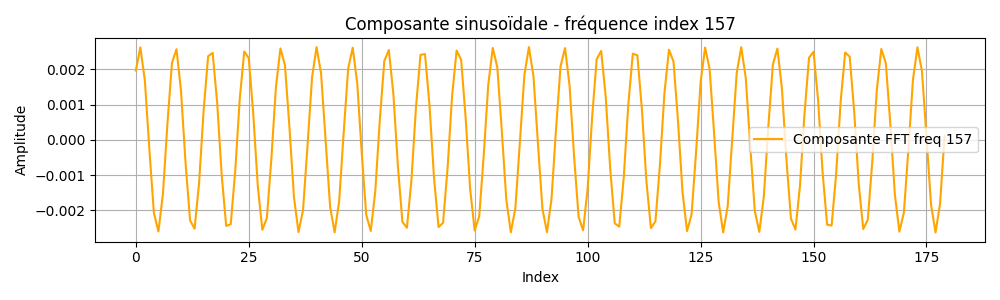 Composante sinusoïdale - fréquence index 157
Amplitude
0.002
0.001
0.000
−0.001
−0.002
Composante FFT freq 157
0 25 50 75 100 125 150 175
Index